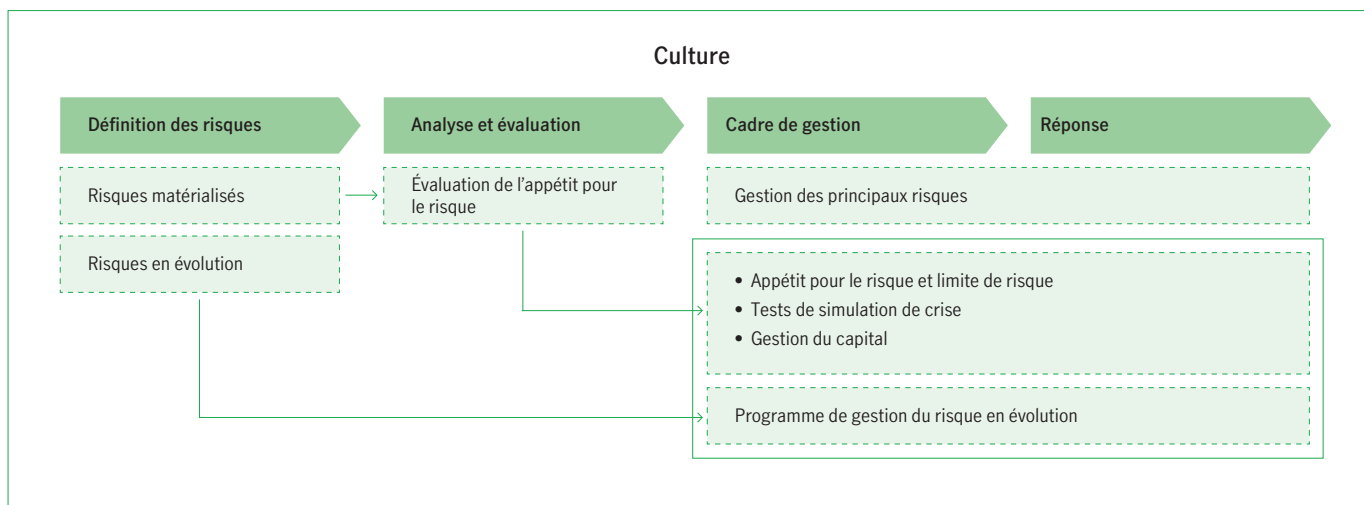 Culture
Définition des risques
Analyse et évaluation
Cadre de gestion
Réponse
Risques matérialisés
Évaluation de l’appétit pour
le risque
Gestion des principaux risques
Risques en évolution
• Appétit pour le risque et limite de risque
• Tests de simulation de crise
• Gestion du capital
Programme de gestion du risque en évolution